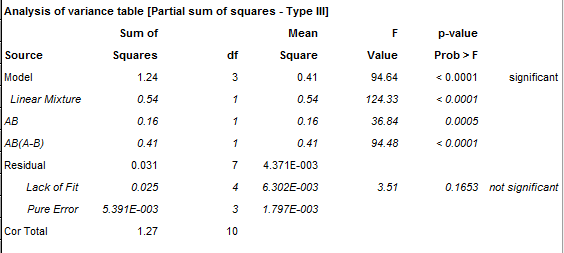 Analysis of variance table [Partial sum of squares - Type III]
Sum of Mean F p-value
Source Squares df Square Value Prob > F
Model 1.24 3 0.41 94.64 < 0.0001 significant
Linear Mixture 0.54 1 0.54 124.33 < 0.0001
AB 0.16 1 0.16 36.84 0.0005
AB(A-B) 0.41 1 0.41 94.48 < 0.0001
Residual 0.031 7 4.371E-003
Lack of Fit 0.025 4 6.302E-003 3.51 0.1653 not significant
Pure Error 5.391E-003 3 1.797E-003
Cor Total 1.27 10